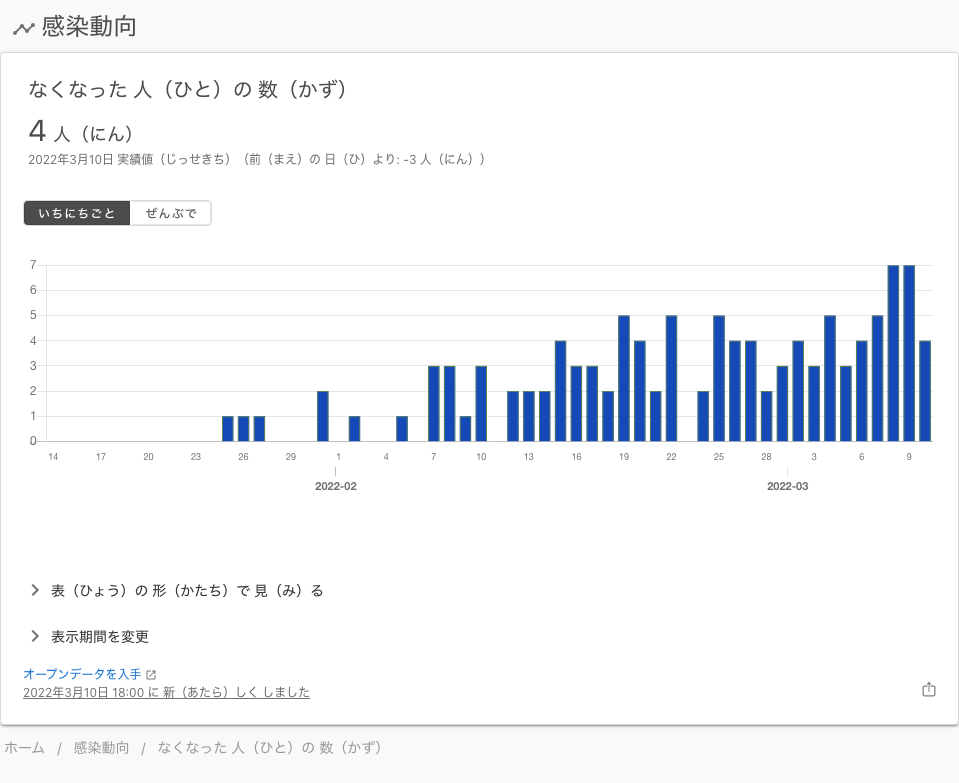 感染動向
なくなった 人（ひと）の 数（かず）
4 人（にん）
2022年3月10日 実績値（じっせきち）（前（まえ）の 日（ひ）より: -3 人（にん））
いちにちごと ぜんぶで
7
6
5
4
3
2
1
0
14 17 20 23 26 29 1 4 7 10 13 16 19 22 25 28 3 6 9
2022-02 2022-03
表（ひょう）の 形（かたち）で 見（み）る
表示期間を変更
オープンデータを入手
2022年3月10日 18:00 に 新（あたら）しく しました
ホーム / 感染動向 / なくなった 人（ひと）の 数（かず）